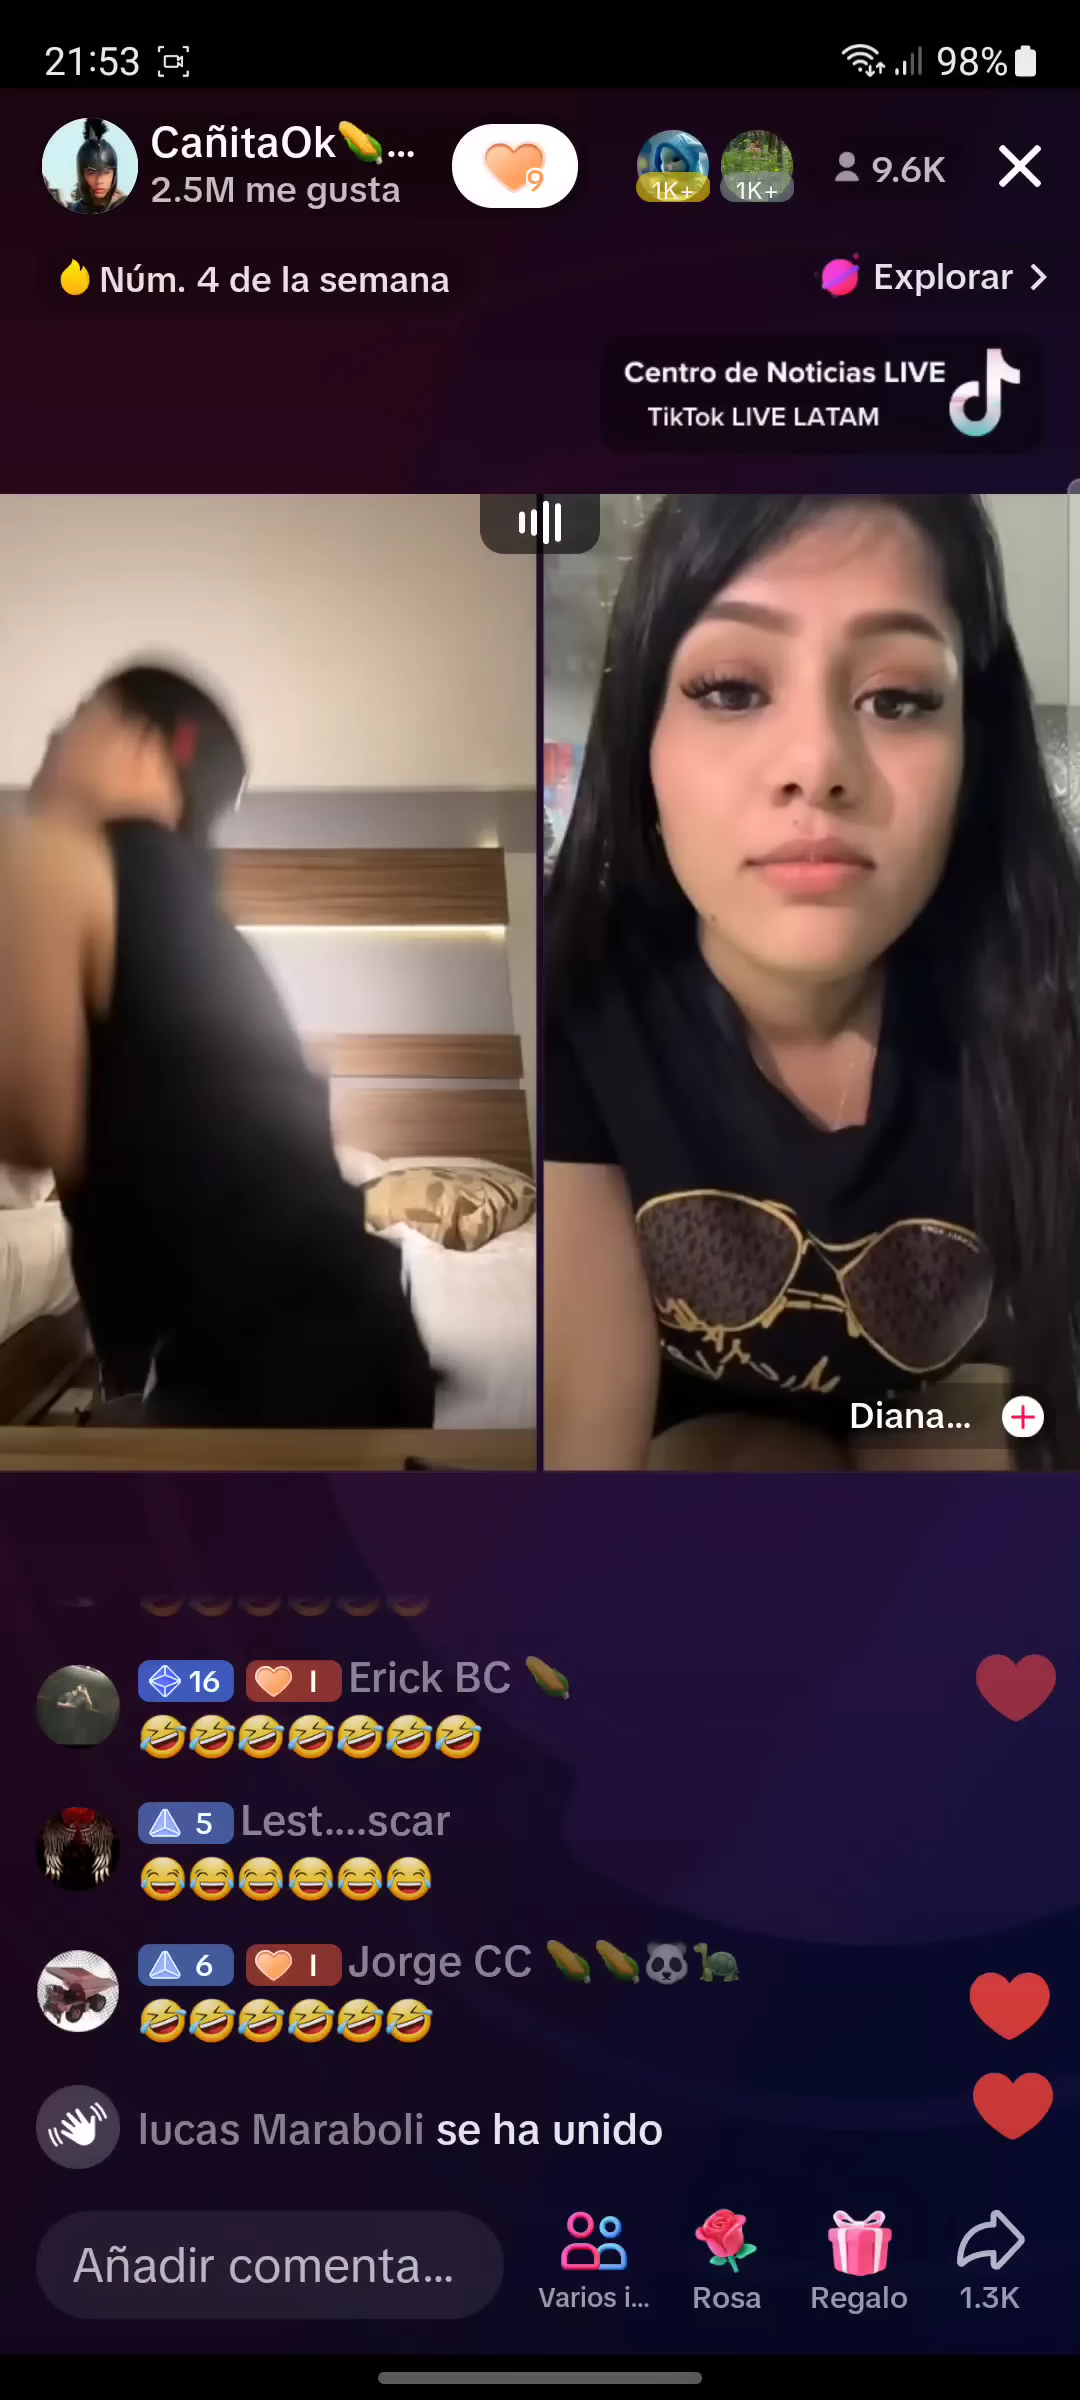 21:53
98%
CañitaOk🌽...
2.5M me gusta
9
1K+
1K+
9.6K
Núm. 4 de la semana
Explorar
Centro de Noticias LIVE
TikTok LIVE LATAM
Diana...
16 I Erick BC 🌽
🤣🤣🤣🤣🤣🤣🤣
5 Lest....scar
😂😂😂😂😂😂
6 I Jorge CC 🌽🌽🐼🐢
🤣🤣🤣🤣🤣🤣
lucas Maraboli se ha unido
Añadir comenta...
Varios i...
Rosa
Regalo
1.3K